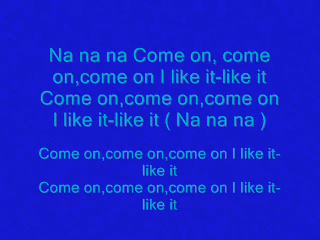 Na na na Come on, come
on,come on I like it-like it
Come on,come on,come on
I like it-like it ( Na na na )
Come on,come on,come on I like it-
like it
Come on,come on,come on I like it-
like it